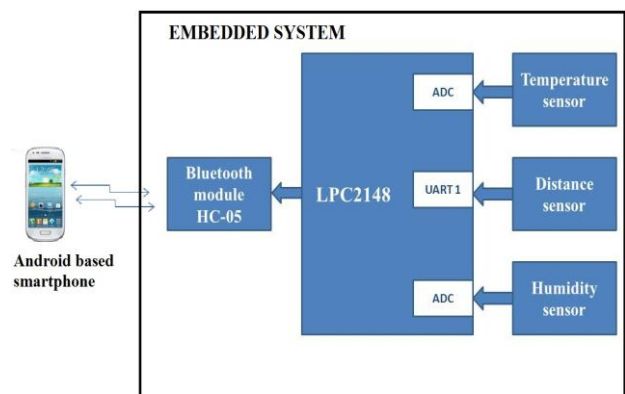 EMBEDDED SYSTEM
Android based
smartphone
Bluetooth
module
HC-05
LPC2148
ADC
UART 1
ADC
Temperature
sensor
Distance
sensor
Humidity
sensor